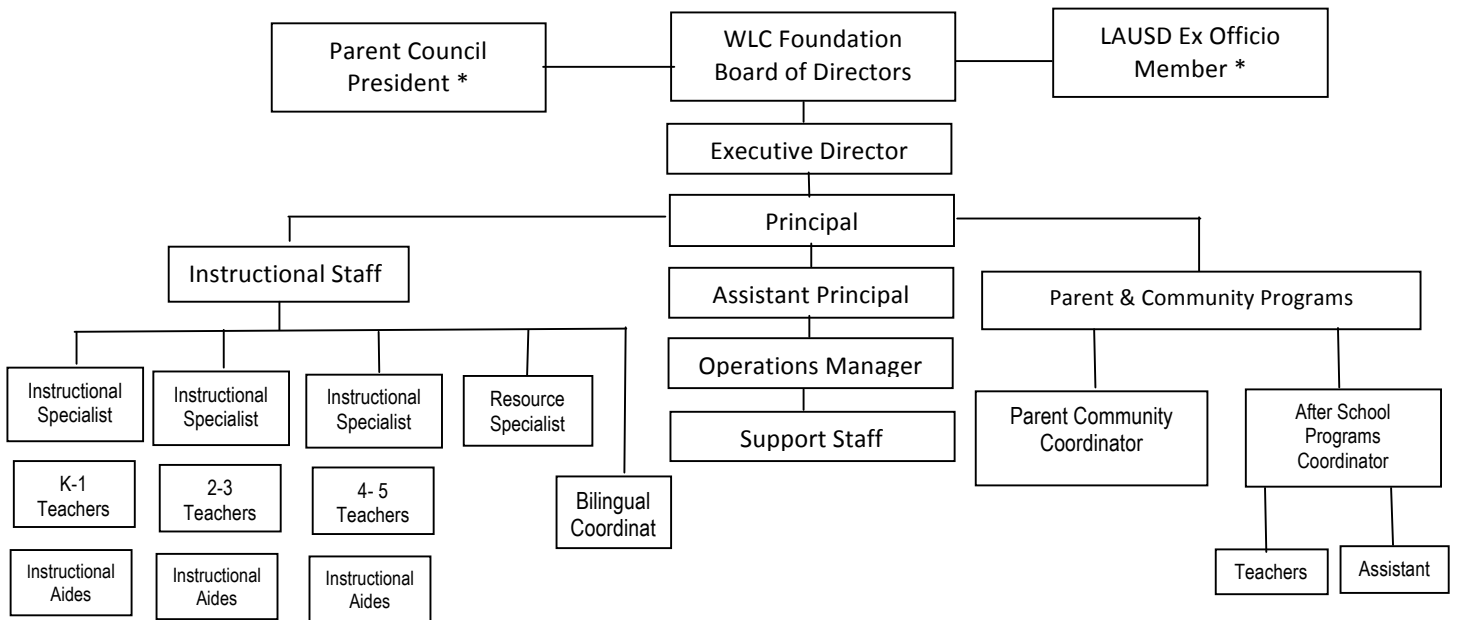 Parent Council
President *
WLC Foundation
Board of Directors
LAUSD Ex Officio
Member *
Executive Director
Principal
Instructional Staff
Assistant Principal
Parent & Community Programs
Operations Manager
Support Staff
Instructional
Specialist
Instructional
Specialist
Instructional
Specialist
Resource
Specialist
Bilingual
Coordinat
Parent Community
Coordinator
After School
Programs
Coordinator
K-1
Teachers
2-3
Teachers
4- 5
Teachers
Instructional
Aides
Instructional
Aides
Instructional
Aides
Teachers
Assistant